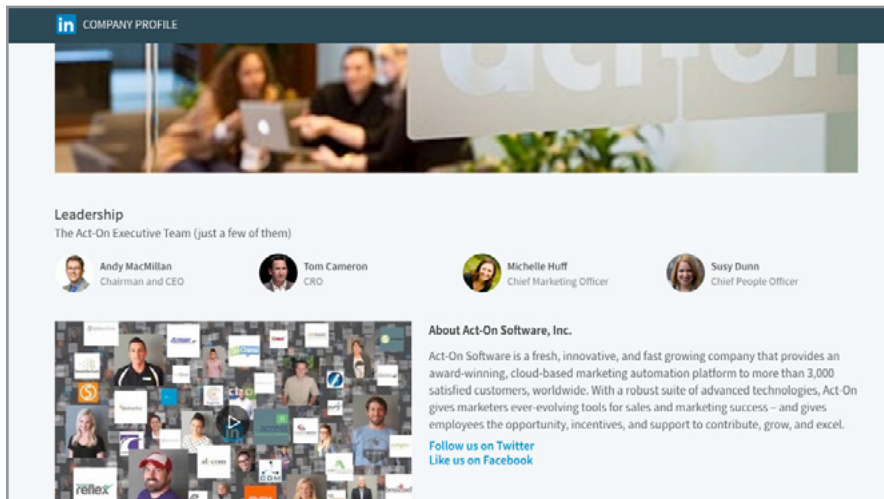 in COMPANY PROFILE
act-on
Leadership
The Act-On Executive Team (just a few of them)
Andy MacMillan
Chairman and CEO
Tom Cameron
CRO
Michelle Huff
Chief Marketing Officer
Susy Dunn
Chief People Officer
About Act-On Software, Inc.
Act-On Software is a fresh, innovative, and fast growing company that provides an
award-winning, cloud-based marketing automation platform to more than 3,000
satisfied customers, worldwide. With a robust suite of advanced technologies, Act-On
gives marketers ever-evolving tools for sales and marketing success – and gives
employees the opportunity, incentives, and support to contribute, grow, and excel.
Follow us on Twitter
Like us on Facebook
reflex
CDM